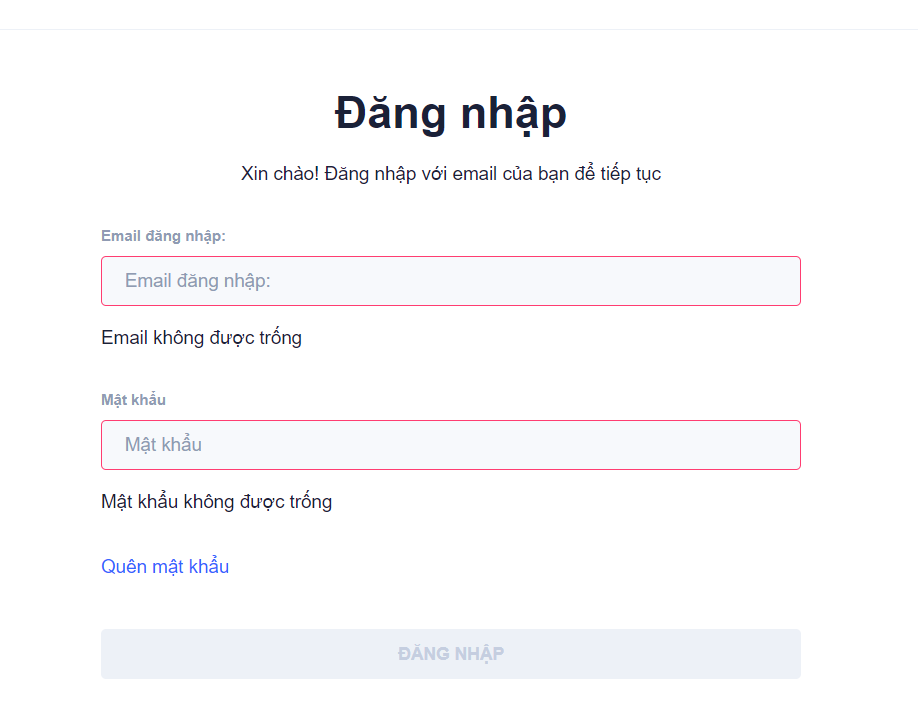 Đăng nhập
Xin chào! Đăng nhập với email của bạn để tiếp tục
Email đăng nhập:
Email đăng nhập:
Email không được trống
Mật khẩu
Mật khẩu
Mật khẩu không được trống
Quên mật khẩu
ĐĂNG NHẬP